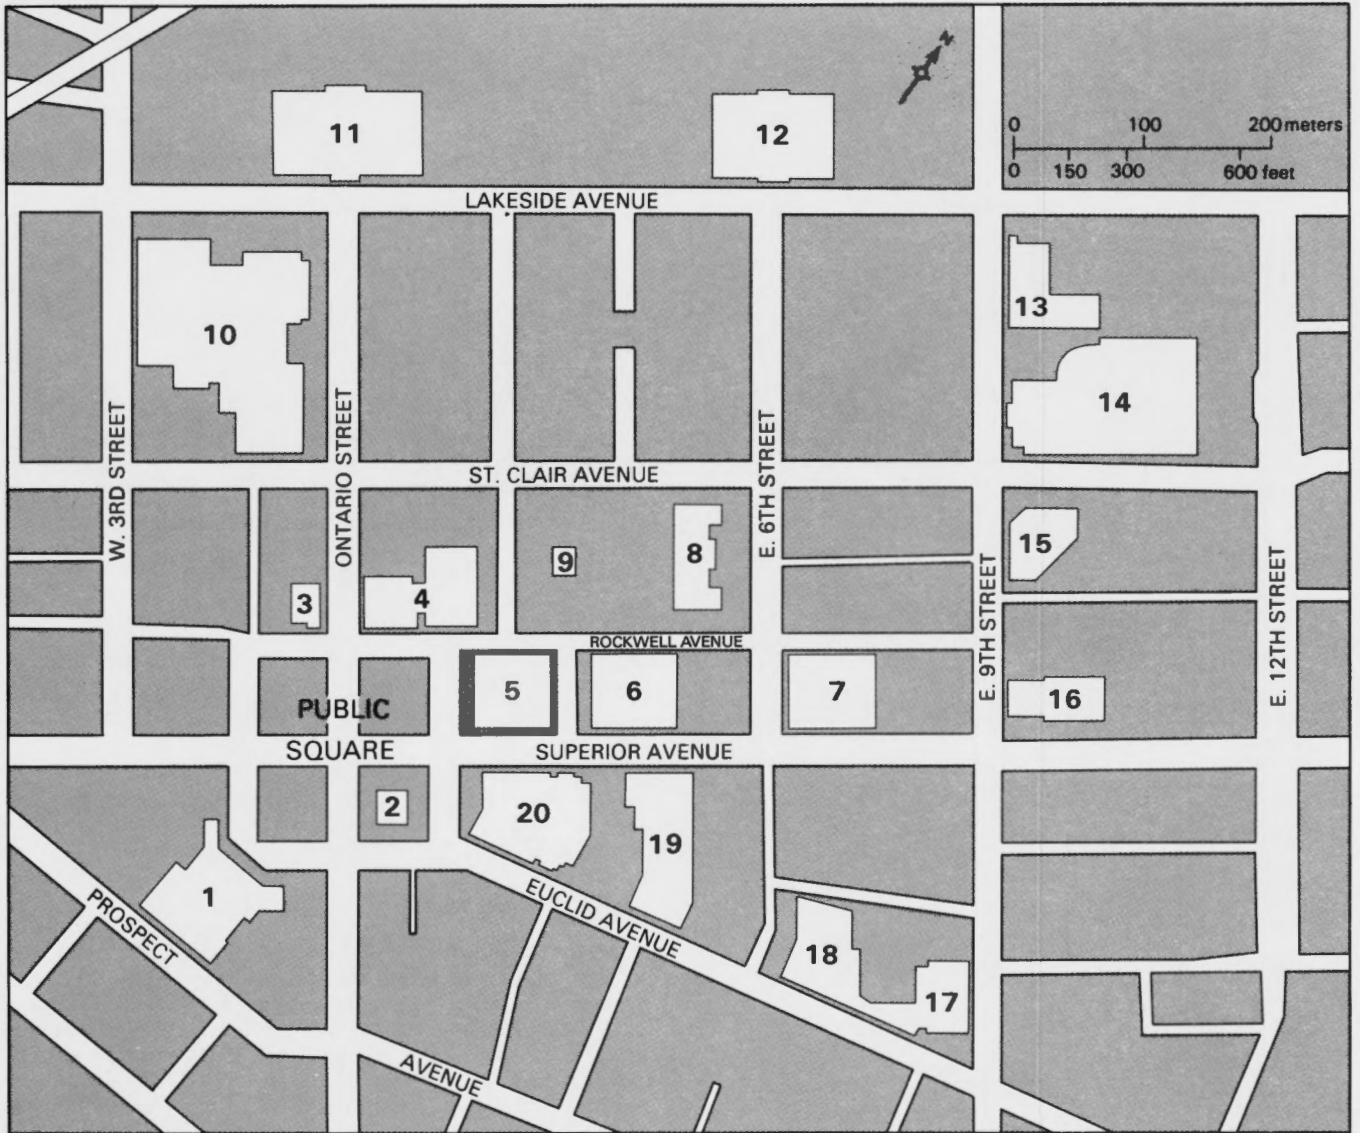 N
11
12
0 100 200 meters
0 150 300 600 feet
LAKESIDE AVENUE
13
10
14
W. 3RD STREET
ONTARIO STREET
E. 6TH STREET
ST. CLAIR AVENUE
15
8
9
3
4
E. 9TH STREET
E. 12TH STREET
ROCKWELL AVENUE
5
6
7
16
PUBLIC
SQUARE
SUPERIOR AVENUE
2
20
19
1
PROSPECT
EUCLID AVENUE
18
17
AVENUE